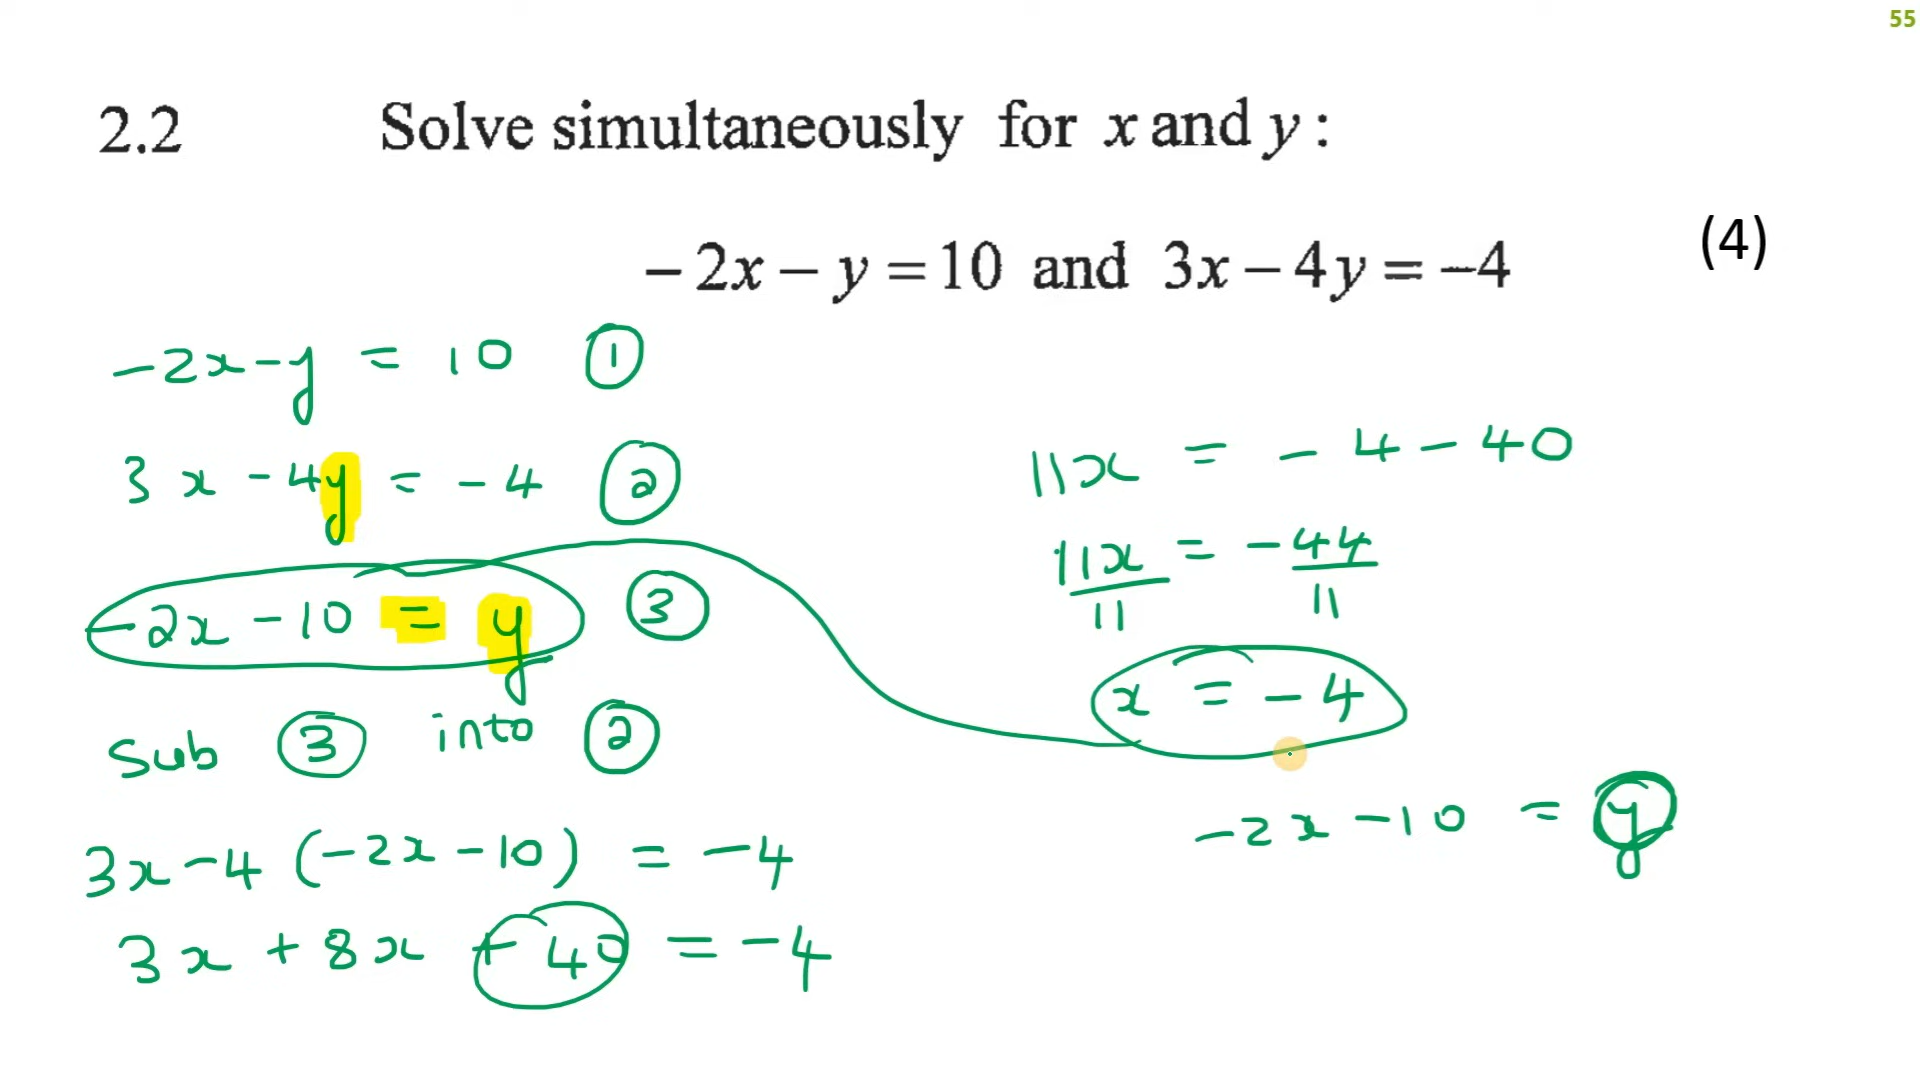 55
2.2 Solve simultaneously for x and y :
− 2x − y = 10 and 3x − 4y = −4 (4)
-2x-y = 10 ①
3x - 4y = -4 ②
-2x - 10 = y ③
Sub ③ into ②
3x - 4 (-2x - 10) = -4
3x + 8x + 40 = -4
11x = -4 - 40
11x = -44
11 11
x = -4
-2x - 10 = y